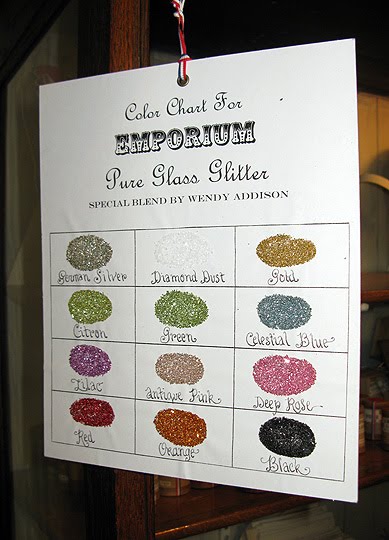 Color Chart For
EMPORIUM
Pure Glass Glitter
SPECIAL BLEND BY WENDY ADDISON
German Silver Diamond Dust Gold
Citron Green Celestial Blue
Lilac Antique Pink Deep Rose
Red Orange Black